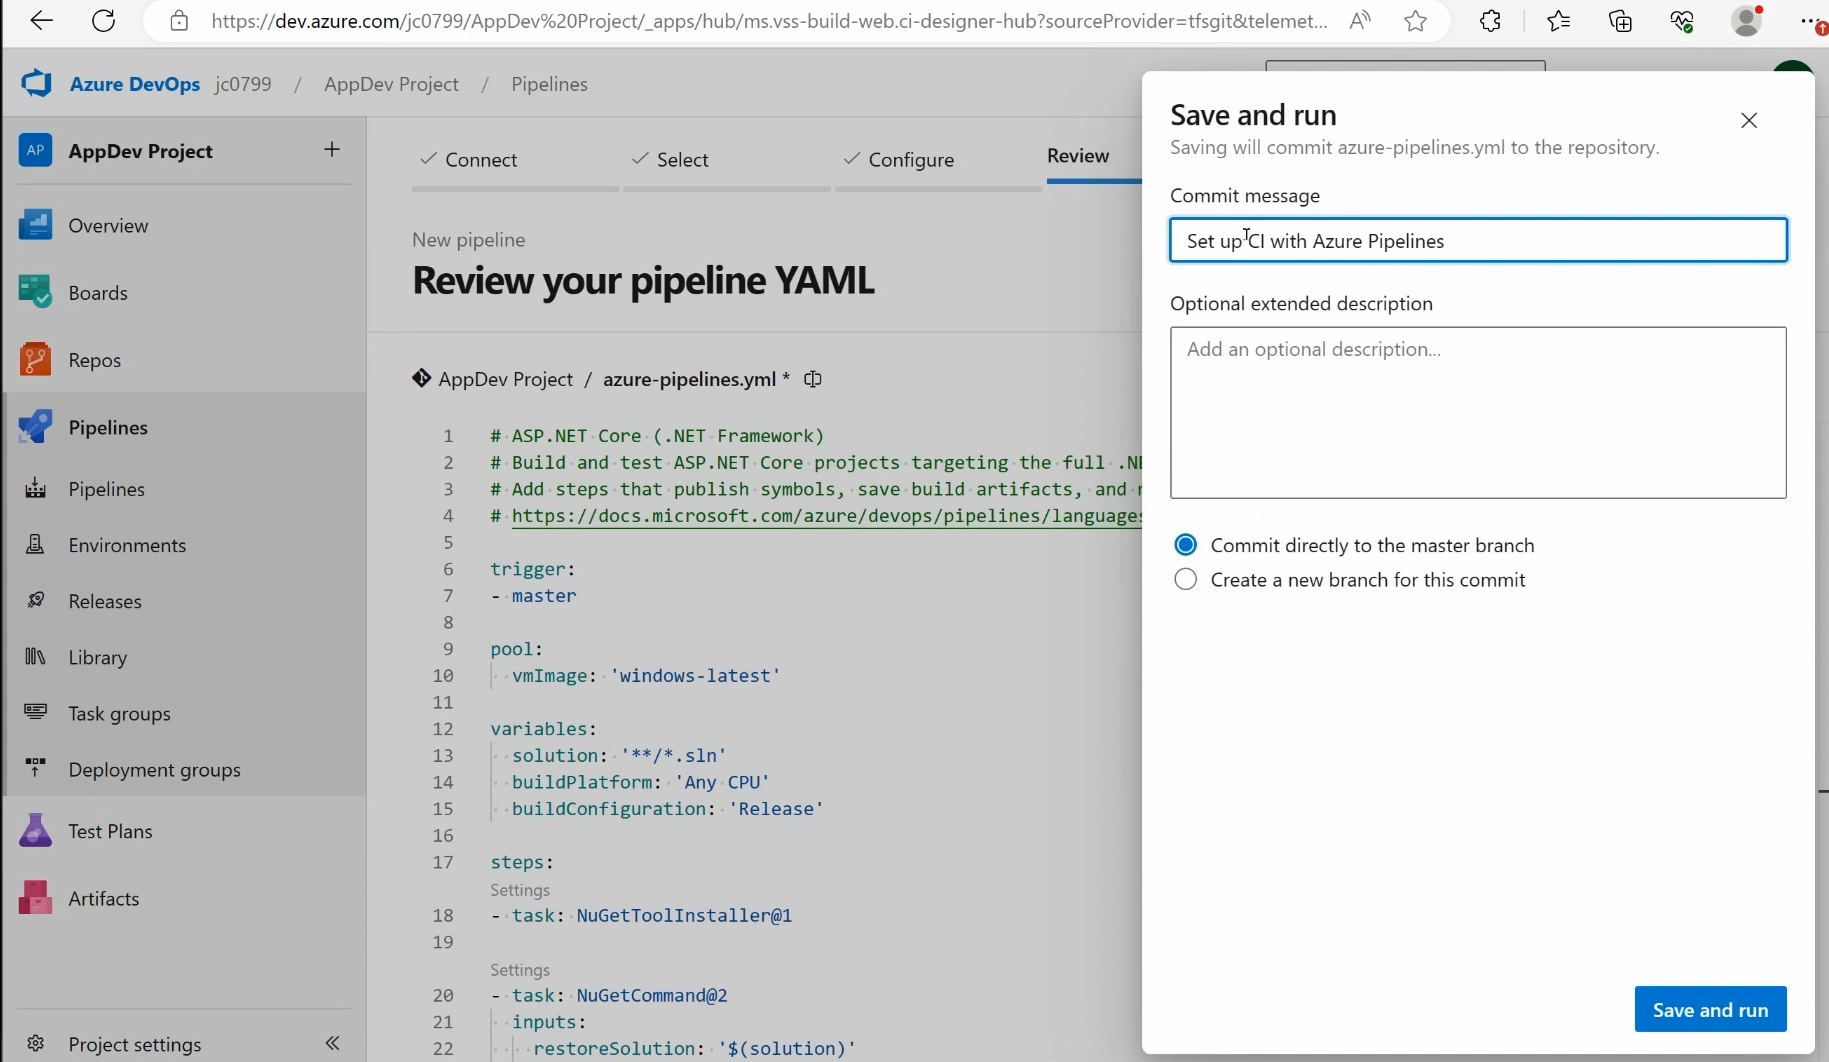 https://dev.azure.com/jc0799/AppDev%20Project/_apps/hub/ms.vss-build-web.ci-designer-hub?sourceProvider=tfsgit&telemet...
Azure DevOps jc0799 / AppDev Project / Pipelines
AP AppDev Project +
Overview
Boards
Repos
Pipelines
Pipelines
Environments
Releases
Library
Task groups
Deployment groups
Test Plans
Artifacts
Project settings
Connect Select Configure Review
New pipeline
Review your pipeline YAML
AppDev Project / azure-pipelines.yml *
1 # ASP.NET Core (.NET Framework)
2 # Build and test ASP.NET Core projects targeting the full .NE
3 # Add steps that publish symbols, save build artifacts, and
4 # https://docs.microsoft.com/azure/devops/pipelines/languages
5
6 trigger:
7 - master
8
9 pool:
10 vmImage: 'windows-latest'
11
12 variables:
13 solution: '**/*.sln'
14 buildPlatform: 'Any CPU'
15 buildConfiguration: 'Release'
16
17 steps:
Settings
18 - task: NuGetToolInstaller@1
19
Settings
20 - task: NuGetCommand@2
21 inputs:
22 restoreSolution: '$(solution)'
Save and run
Saving will commit azure-pipelines.yml to the repository.
Commit message
Set up CI with Azure Pipelines
Optional extended description
Add an optional description...
Commit directly to the master branch
Create a new branch for this commit
Save and run